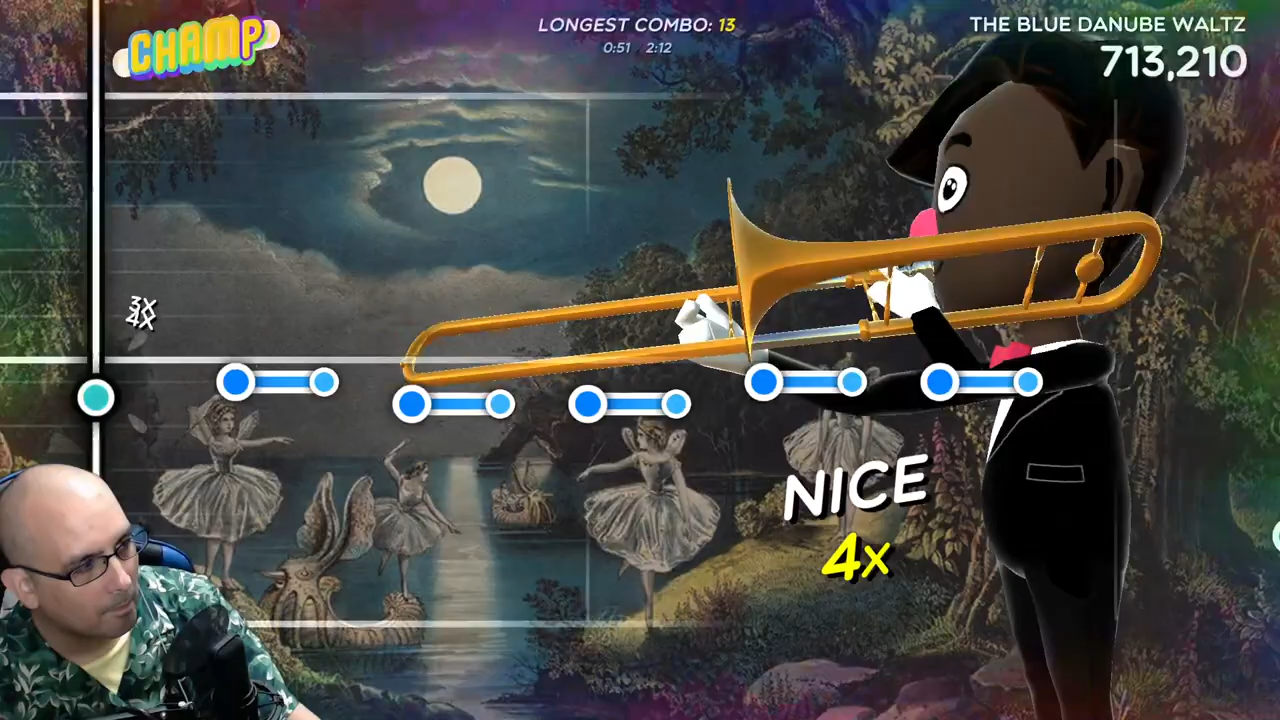 CHAMP
LONGEST COMBO: 13
0:51 2:12
THE BLUE DANUBE WALTZ
713,210
NICE
4x